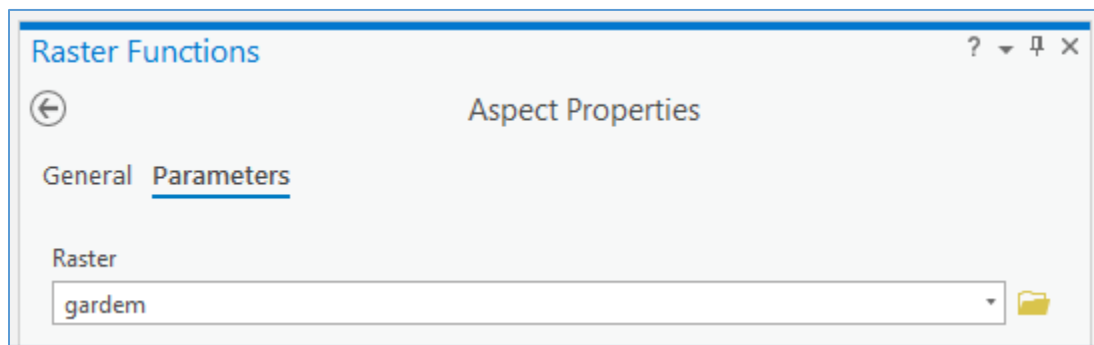 Raster Functions ?
Aspect Properties
General Parameters
Raster
gardem